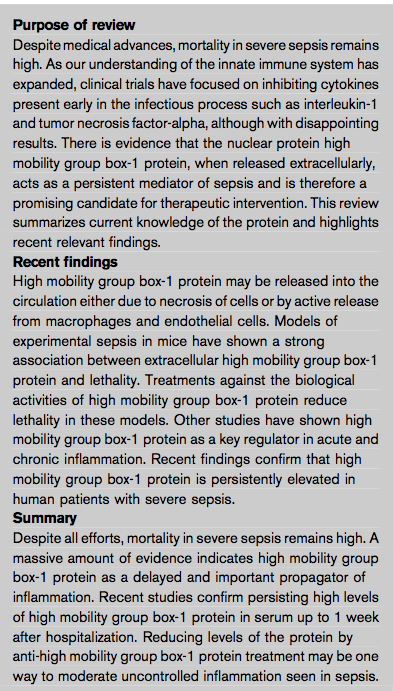 Purpose of review
Despite medical advances, mortality in severe sepsis remains
high. As our understanding of the innate immune system has
expanded, clinical trials have focused on inhibiting cytokines
present early in the infectious process such as interleukin-1
and tumor necrosis factor-alpha, although with disappointing
results. There is evidence that the nuclear protein high
mobility group box-1 protein, when released extracellularly,
acts as a persistent mediator of sepsis and is therefore a
promising candidate for therapeutic intervention. This review
summarizes current knowledge of the protein and highlights
recent relevant findings.
Recent findings
High mobility group box-1 protein may be released into the
circulation either due to necrosis of cells or by active release
from macrophages and endothelial cells. Models of
experimental sepsis in mice have shown a strong
association between extracellular high mobility group box-1
protein and lethality. Treatments against the biological
activities of high mobility group box-1 protein reduce
lethality in these models. Other studies have shown high
mobility group box-1 protein as a key regulator in acute and
chronic inflammation. Recent findings confirm that high
mobility group box-1 protein is persistently elevated in
human patients with severe sepsis.
Summary
Despite all efforts, mortality in severe sepsis remains high. A
massive amount of evidence indicates high mobility group
box-1 protein as a delayed and important propagator of
inflammation. Recent studies confirm persisting high levels
of high mobility group box-1 protein in serum up to 1 week
after hospitalization. Reducing levels of the protein by
anti-high mobility group box-1 protein treatment may be one
way to moderate uncontrolled inflammation seen in sepsis.